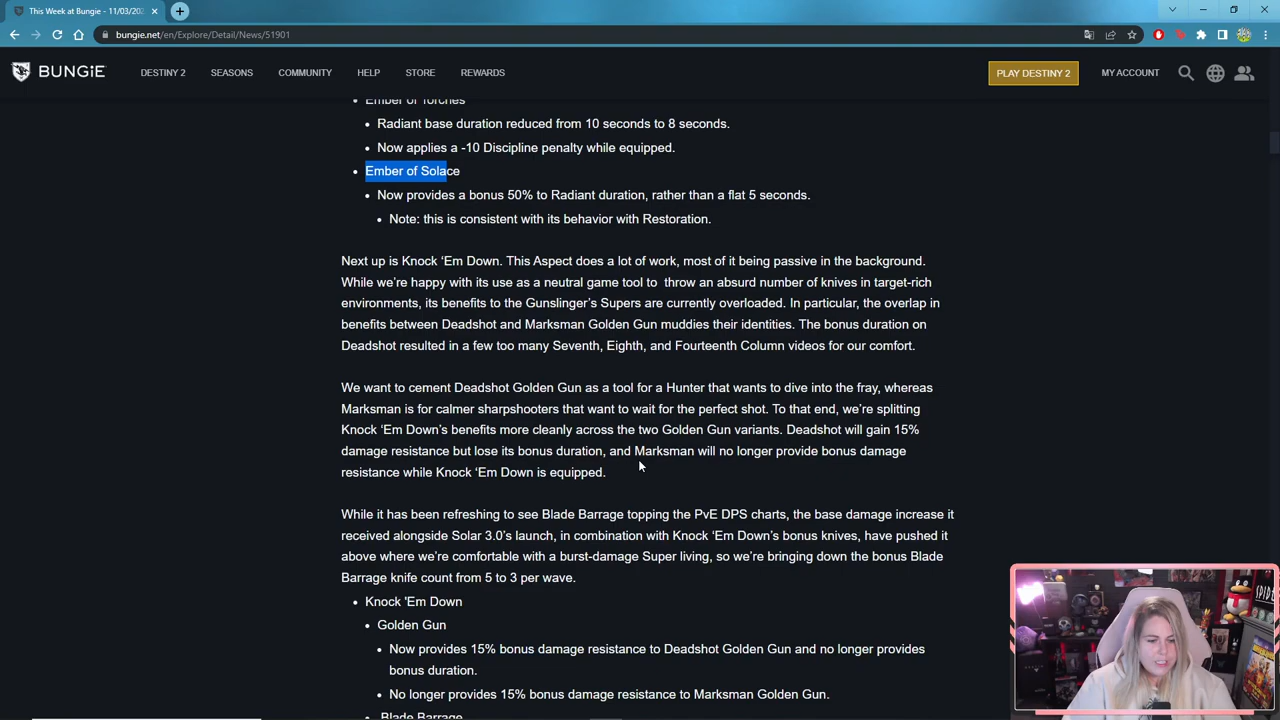 This Week at Bungie - 11/03/202
bungie.net/en/Explore/Detail/News/51901
BUNGiE
DESTINY 2
SEASONS
COMMUNITY
HELP
STORE
REWARDS
PLAY DESTINY 2
MY ACCOUNT
Ember of Torches
Radiant base duration reduced from 10 seconds to 8 seconds.
Now applies a -10 Discipline penalty while equipped.
Ember of Solace
Now provides a bonus 50% to Radiant duration, rather than a flat 5 seconds.
Note: this is consistent with its behavior with Restoration.
Next up is Knock ‘Em Down. This Aspect does a lot of work, most of it being passive in the background.
While we’re happy with its use as a neutral game tool to throw an absurd number of knives in target-rich
environments, its benefits to the Gunslinger’s Supers are currently overloaded. In particular, the overlap in
benefits between Deadshot and Marksman Golden Gun muddies their identities. The bonus duration on
Deadshot resulted in a few too many Seventh, Eighth, and Fourteenth Column videos for our comfort.
We want to cement Deadshot Golden Gun as a tool for a Hunter that wants to dive into the fray, whereas
Marksman is for calmer sharpshooters that want to wait for the perfect shot. To that end, we’re splitting
Knock ‘Em Down’s benefits more cleanly across the two Golden Gun variants. Deadshot will gain 15%
damage resistance but lose its bonus duration, and Marksman will no longer provide bonus damage
resistance while Knock ‘Em Down is equipped.
While it has been refreshing to see Blade Barrage topping the PvE DPS charts, the base damage increase it
received alongside Solar 3.0’s launch, in combination with Knock ‘Em Down’s bonus knives, have pushed it
above where we’re comfortable with a burst-damage Super living, so we’re bringing down the bonus Blade
Barrage knife count from 5 to 3 per wave.
Knock 'Em Down
Golden Gun
Now provides 15% bonus damage resistance to Deadshot Golden Gun and no longer provides
bonus duration.
No longer provides 15% bonus damage resistance to Marksman Golden Gun.
Blade Barrage